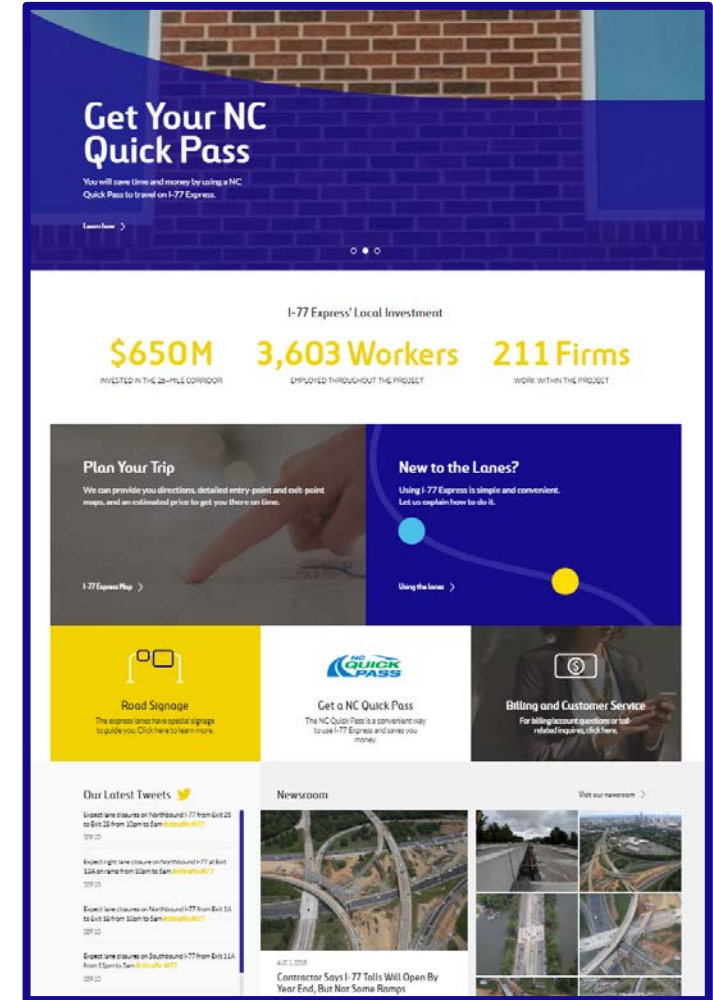 Get Your NC
Quick Pass
You will save time and money by using a NC
Quick Pass to travel on I-77 Express.
Learn how
I-77 Express' Local Investment
$650M
INVESTED IN THE 26-MILE CORRIDOR
3,603 Workers
EMPLOYED THROUGHOUT THE PROJECT
211 Firms
WORK WITHIN THE PROJECT
Plan Your Trip
We can provide you directions, detailed entry-point and exit-point
maps, and an estimated price to get you there on time.
I-77 Express Map
New to the Lanes?
Using I-77 Express is simple and convenient.
Let us explain how to do it.
Using the lanes
Road Signage
The express lanes have special signage
to guide you. Click here to learn more.
NC
QUICK
PASS
Get a NC Quick Pass
The NC Quick Pass is a convenient way
to use I-77 Express and saves you
money.
Billing and Customer Service
For billing/account questions or toll-
related inquires, click here.
Our Latest Tweets
Expect lane closures on Northbound I-77 from Exit 25
to Exit 28 from 10pm to 5am
SEP 10
Expect right lane closure on Northbound I-77 at Exit
13A on ramp from 10pm to 5am
SEP 10
Expect lane closures on Northbound I-77 from Exit 16
to Exit 18 from 10pm to 5am
SEP 10
Expect lane closures on Southbound I-77 from Exit 11A
from 11pm to 5am
SEP 10
Newsroom
Visit our newsroom
AUG 1, 2018
Contractor Says I-77 Tolls Will Open By
Year End, But Not Some Ramps